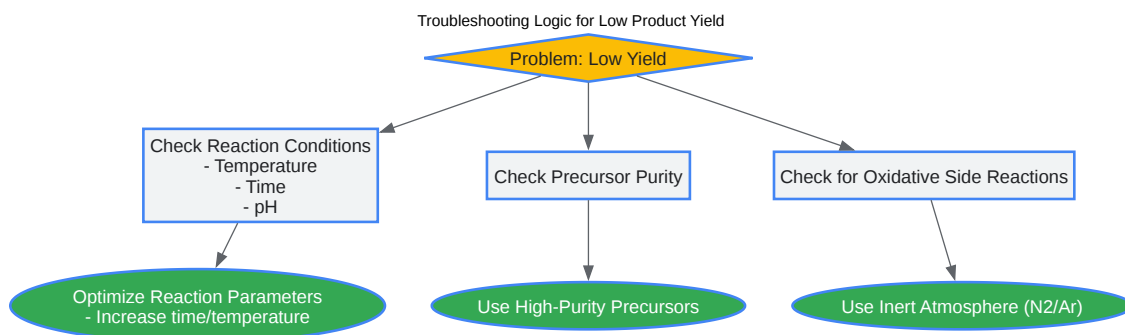 Troubleshooting Logic for Low Product Yield
Problem: Low Yield
Check Reaction Conditions
- Temperature
- Time
- pH
Check Precursor Purity
Check for Oxidative Side Reactions
Optimize Reaction Parameters
- Increase time/temperature
Use High-Purity Precursors
Use Inert Atmosphere (N2/Ar)